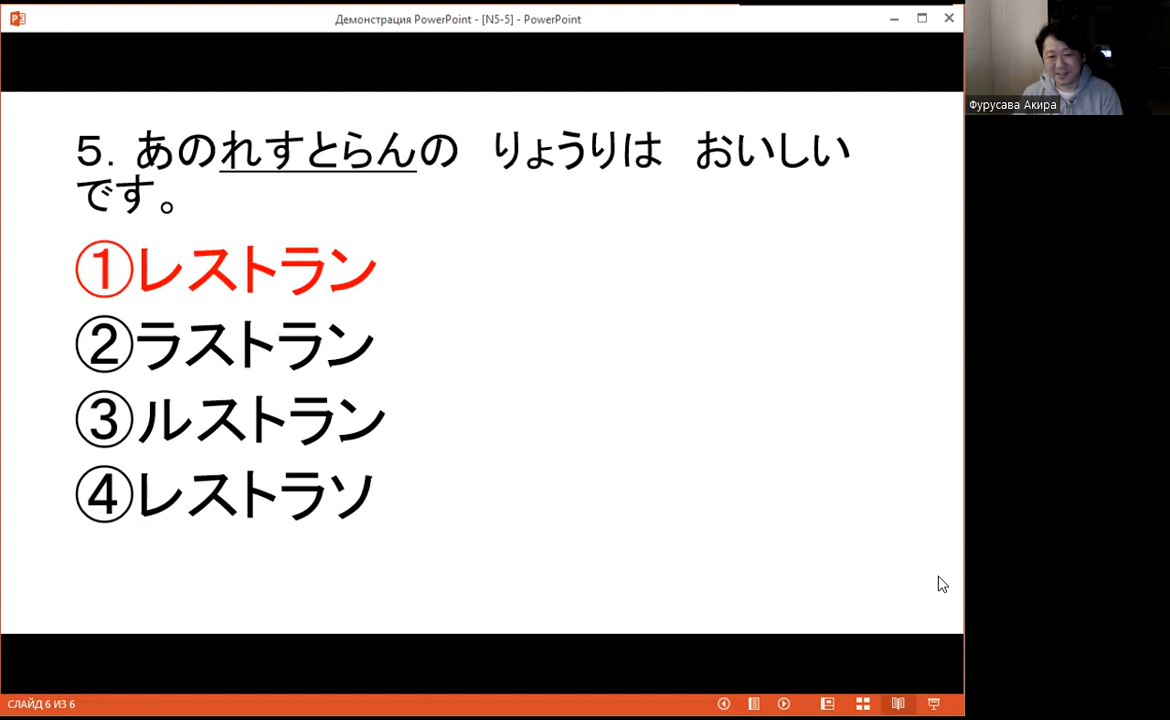 Демонстрация PowerPoint - [N5-5] - PowerPoint
Фурусава Акира
５．あのれすとらんの　りょうりは　おいしい
です。
①レストラン
②ラストラン
③ルストラン
④レストラソ
СЛАЙД 6 ИЗ 6